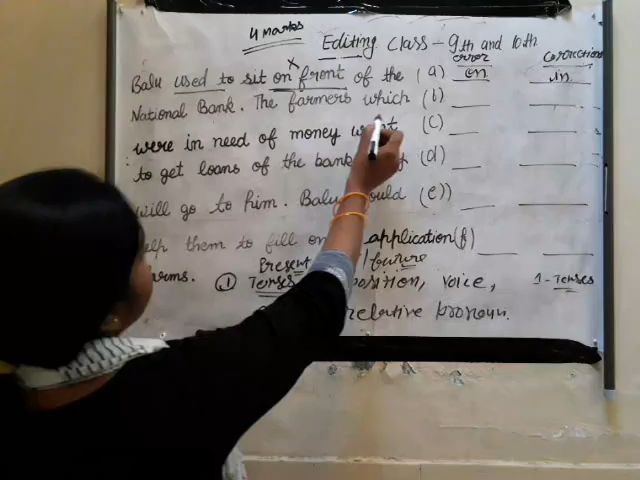 4 marks
Editing Class - 9th and 10th
error Corrections
Balu used to sit on front of the (a) on in
National Bank. The farmers which (b)
were in need of money (c)
to get loans of the bank (d)
will go to him. Balu (e))
them to fill application (f)
Present future
(1) Tenses voice, 1 - Tenses
relative pronoun.